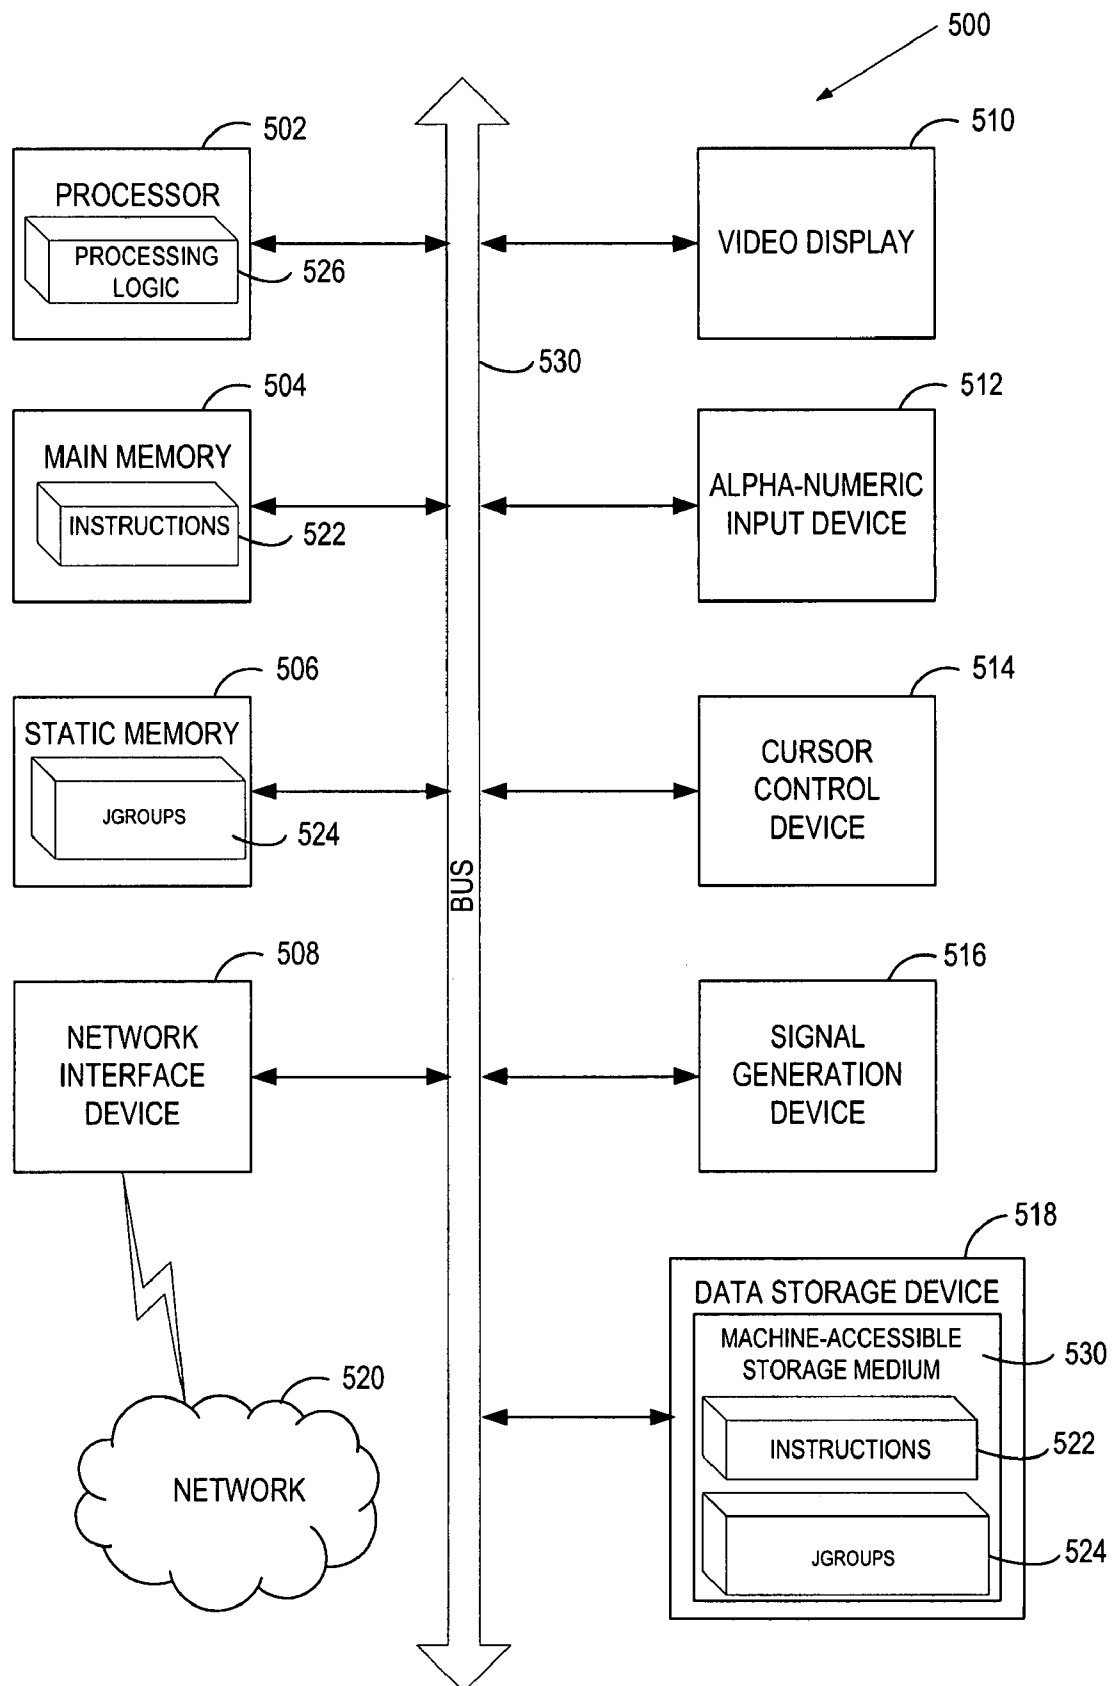 500
502
PROCESSOR
PROCESSING
LOGIC
526
510
VIDEO DISPLAY
530
504
MAIN MEMORY
INSTRUCTIONS
522
512
ALPHA-NUMERIC
INPUT DEVICE
506
STATIC MEMORY
JGROUPS
524
514
CURSOR
CONTROL
DEVICE
BUS
508
NETWORK
INTERFACE
DEVICE
516
SIGNAL
GENERATION
DEVICE
520
NETWORK
518
DATA STORAGE DEVICE
MACHINE-ACCESSIBLE
STORAGE MEDIUM
530
INSTRUCTIONS
522
JGROUPS
524